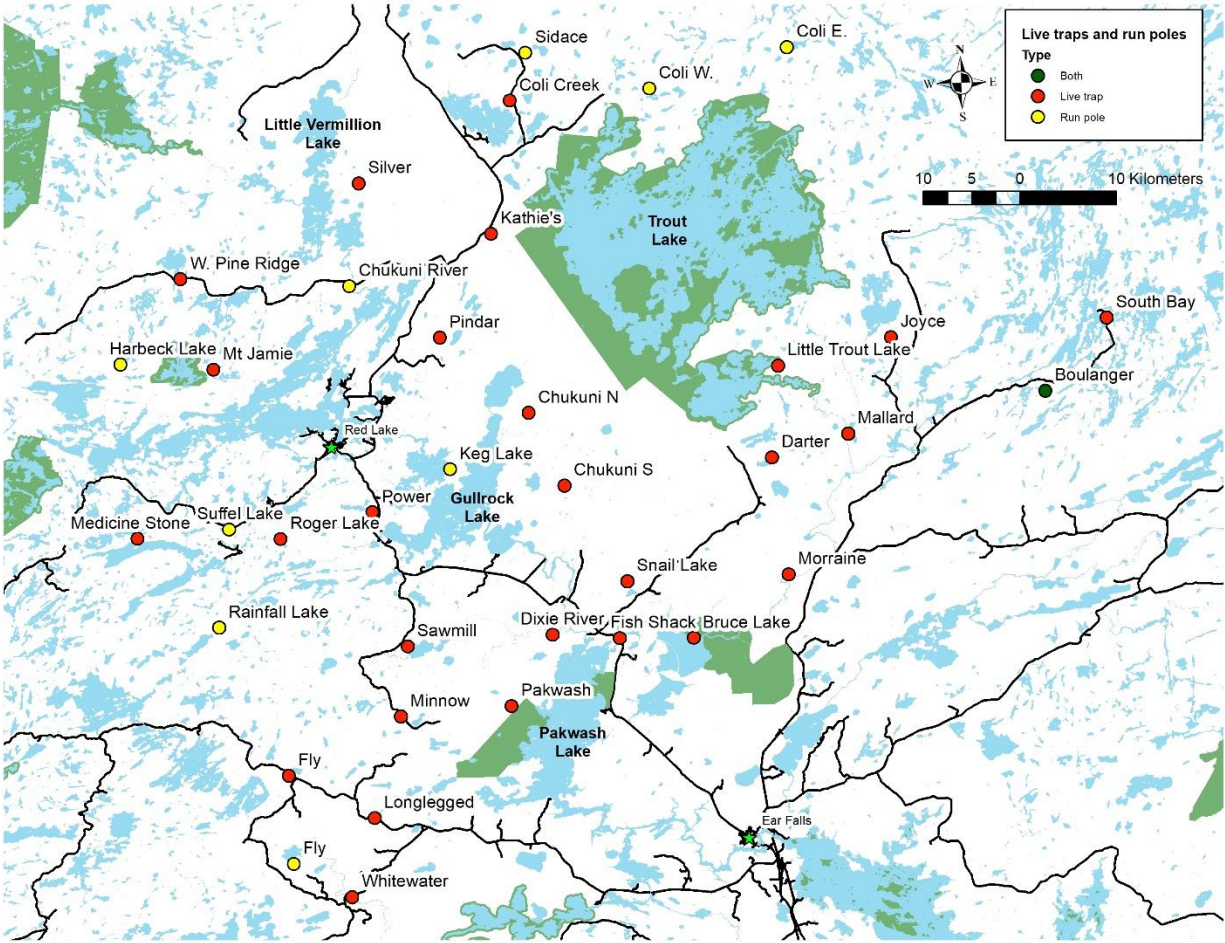 Sidace
Coli E.
Live traps and run poles
Type
Both
Live trap
Run pole
N
W
E
S
Coli W.
Coli Creek
Little Vermillion
Lake
Silver
10 5 0 10 Kilometers
Kathie's
Trout
Lake
W. Pine Ridge
Chukuni River
South Bay
Pindar
Joyce
Harbeck Lake
Mt Jamie
Little Trout Lake
Boulanger
Chukuni N
Mallard
Red Lake
Darter
Keg Lake
Chukuni S
Gullrock
Lake
Power
Suffel Lake
Medicine Stone
Roger Lake
Snail Lake
Morraine
Rainfall Lake
Dixie River
Fish Shack
Bruce Lake
Sawmill
Pakwash
Minnow
Pakwash
Lake
Fly
Longlegged
Ear Falls
Fly
Whitewater